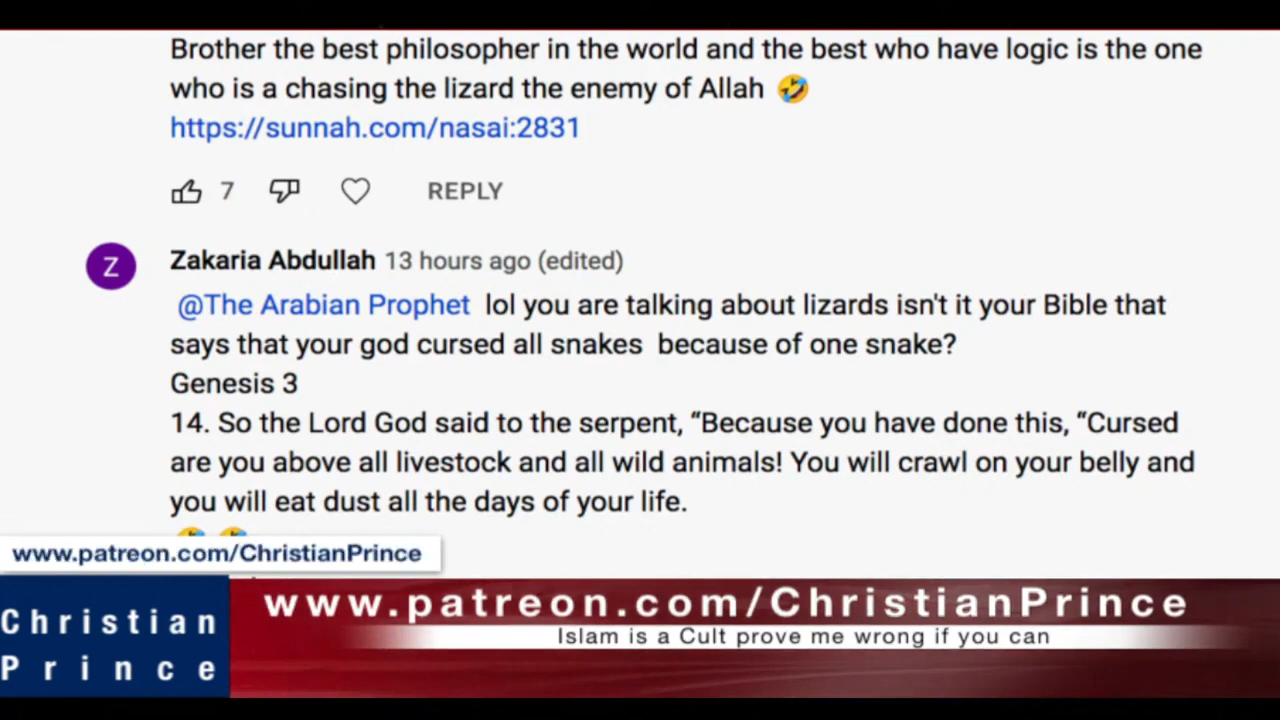 Brother the best philosopher in the world and the best who have logic is the one
who is a chasing the lizard the enemy of Allah 🤣
https://sunnah.com/nasai:2831
7 REPLY
Z
Zakaria Abdullah 13 hours ago (edited)
@The Arabian Prophet lol you are talking about lizards isn't it your Bible that
says that your god cursed all snakes because of one snake?
Genesis 3
14. So the Lord God said to the serpent, “Because you have done this, “Cursed
are you above all livestock and all wild animals! You will crawl on your belly and
you will eat dust all the days of your life.
www.patreon.com/ChristianPrince
Christian
Prince
www.patreon.com/ChristianPrince
Islam is a Cult prove me wrong if you can